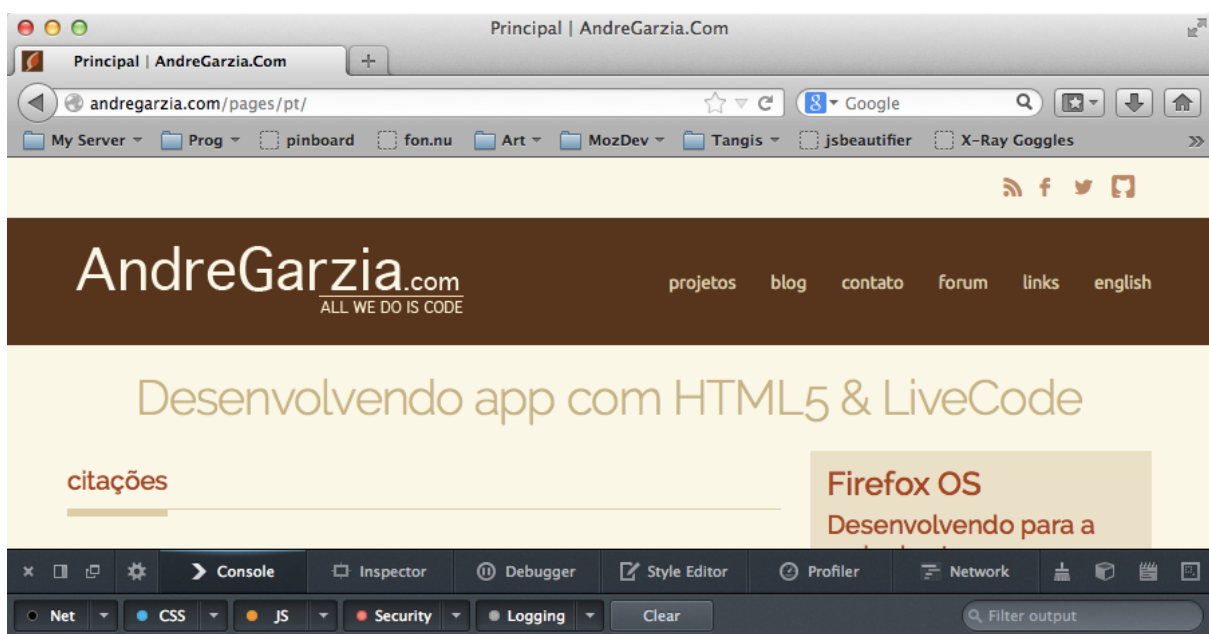 Principal | AndreGarzia.Com
Principal | AndreGarzia.Com
andregarzia.com/pages/pt/
Google
My Server Prog pinboard fon.nu Art MozDev Tangis jsbeautifier X-Ray Goggles
AndreGarzia.com
ALL WE DO IS CODE
projetos blog contato forum links english
Desenvolvendo app com HTML5 & LiveCode
citações
Firefox OS
Desenvolvendo para a
Console Inspector Debugger Style Editor Profiler Network
Net CSS JS Security Logging Clear Filter output